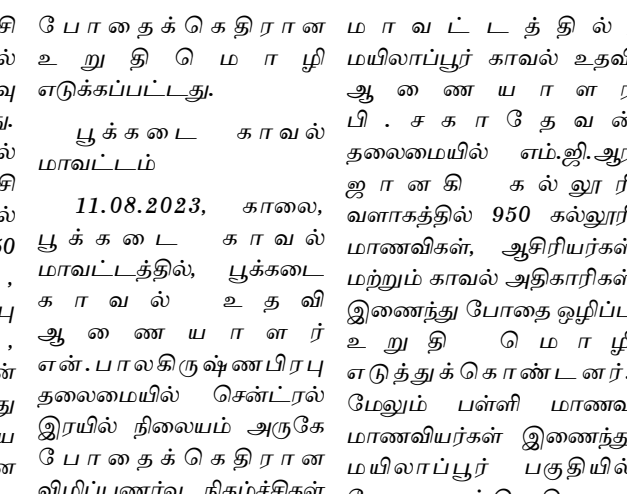 போதைக்கெதிரான
உறுதிமொழி
எடுக்கப்பட்டது.
பூக்கடை காவல்
மாவட்டம்
11.08.2023, காலை,
பூக்கடை காவல்
மாவட்டத்தில், பூக்கடை
காவல் உதவி
ஆணையாளர்
என்.பாலகிருஷ்ணபிரபு
தலைமையில் சென்ட்ரல்
இரயில் நிலையம் அருகே
போதைக்கெதிரான
விழிப்புணர்வு நிகழ்ச்சிகள்
மாவட்டத்தில்
மயிலாப்பூர் காவல் உதவி
ஆணையாளர்
பி.சகாதேவன்
தலைமையில் எம்.ஜி.ஆர்
ஜானகி கல்லூரி
வளாகத்தில் 950 கல்லூரி
மாணவிகள், ஆசிரியர்கள்
மற்றும் காவல் அதிகாரிகள்
இணைந்து போதை ஒழிப்பு
உறுதி மொழி
எடுத்துக்கொண்டனர்.
மேலும் பள்ளி மாணவ
மாணவியர்கள் இணைந்து
மயிலாப்பூர் பகுதியில்